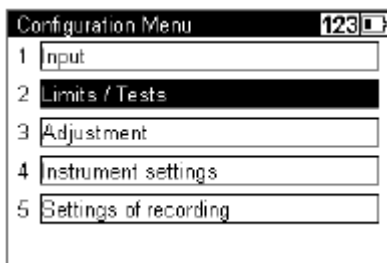 Configuration Menu 123
1 Input
2 Limits / Tests
3 Adjustment
4 Instrument settings
5 Settings of recording